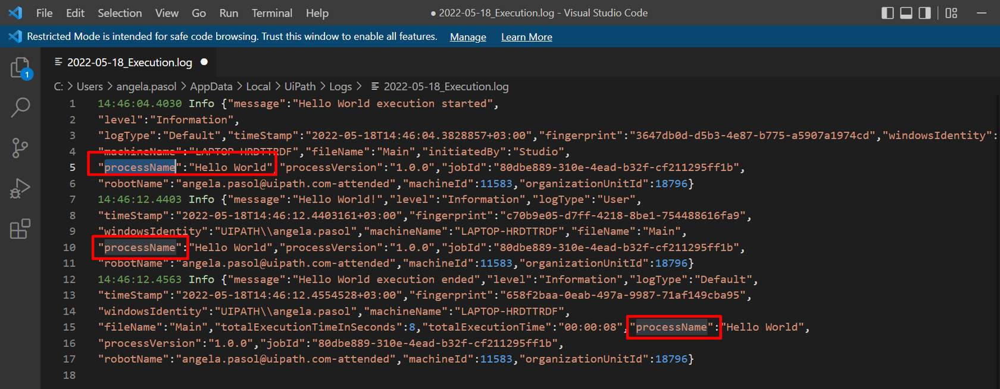 File Edit Selection View Go Run Terminal Help ● 2022-05-18_Execution.log - Visual Studio Code
Restricted Mode is intended for safe code browsing. Trust this window to enable all features. Manage Learn More
2022-05-18_Execution.log
1
C: > Users > angela.pasol > AppData > Local > UiPath > Logs > 2022-05-18_Execution.log
1 14:46:04.4030 Info {"message":"Hello World execution started",
2 "level":"Information",
3 "logType":"Default","timeStamp":"2022-05-18T14:46:04.3828857+03:00","fingerprint":"3647db0d-d5b3-4e87-b775-a5907a1974cd","windowsIdentity":
4 "machineName":"LAPTOP-HRDTTRDF","fileName":"Main","initiatedBy":"Studio",
5 "processName":"Hello World","processVersion":"1.0.0","jobId":"80dbe889-310e-4ead-b32f-cf211295ff1b",
6 "robotName":"angela.pasol@uipath.com-attended","machineId":11583,"organizationUnitId":18796}
7 14:46:12.4403 Info {"message":"Hello World!","level":"Information","logType":"User",
8 "timeStamp":"2022-05-18T14:46:12.4403161+03:00","fingerprint":"c70b9e05-d7ff-4218-8be1-754488616fa9",
9 "windowsIdentity":"UIPATH\\angela.pasol","machineName":"LAPTOP-HRDTTRDF","fileName":"Main",
10 "processName":"Hello World","processVersion":"1.0.0","jobId":"80dbe889-310e-4ead-b32f-cf211295ff1b",
11 "robotName":"angela.pasol@uipath.com-attended","machineId":11583,"organizationUnitId":18796}
12 14:46:12.4563 Info {"message":"Hello World execution ended","level":"Information","logType":"Default",
13 "timeStamp":"2022-05-18T14:46:12.4554528+03:00","fingerprint":"658f2baa-0eab-497a-9987-71af149cba95",
14 "windowsIdentity":"UIPATH\\angela.pasol","machineName":"LAPTOP-HRDTTRDF",
15 "fileName":"Main","totalExecutionTimeInSeconds":8,"totalExecutionTime":"00:00:08","processName":"Hello World",
16 "processVersion":"1.0.0","jobId":"80dbe889-310e-4ead-b32f-cf211295ff1b",
17 "robotName":"angela.pasol@uipath.com-attended","machineId":11583,"organizationUnitId":18796}
18